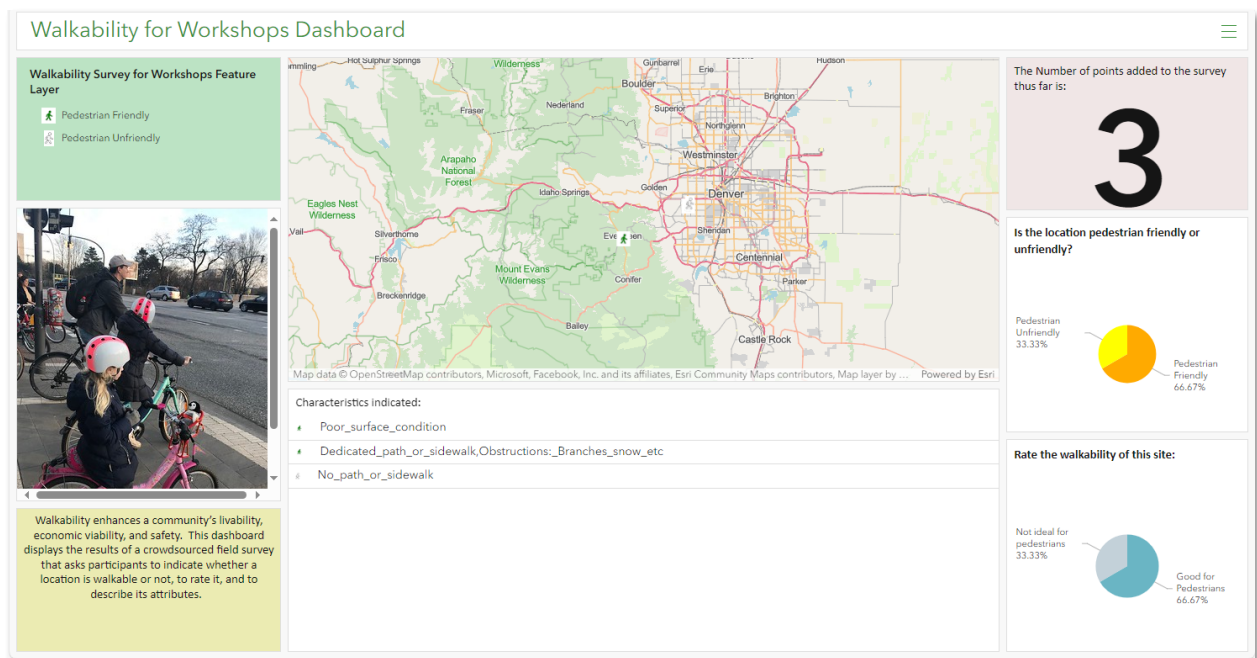 Walkability for Workshops Dashboard
Walkability Survey for Workshops Feature
Layer
Pedestrian Friendly
Pedestrian Unfriendly
Walkability enhances a community's livability,
economic viability, and safety. This dashboard
displays the results of a crowdsourced field survey
that asks participants to indicate whether a
location is walkable or not, to rate it, and to
describe its attributes.
Hot Sulphur Springs
Wilderness
Gunbarrel
Erie
Hudson
Boulder
Nederland
Fraser
Superior
Brighton
Northglenn
Arapaho
National
Forest
Westminster
Idaho Springs
Golden
Denver
Eagles Nest
Wilderness
Vail
Silverthorne
Sheridan
Frisco
Centennial
Mount Evans
Wilderness
Conifer
Parker
Breckenridge
Bailey
Castle Rock
Map data © OpenStreetMap contributors, Microsoft, Facebook, Inc. and its affiliates, Esri Community Maps contributors, Map layer by ... Powered by Esri
Characteristics indicated:
Poor_surface_condition
Dedicated_path_or_sidewalk,Obstructions:_Branches_snow_etc
No_path_or_sidewalk
The Number of points added to the survey
thus far is:
3
Is the location pedestrian friendly or
unfriendly?
Pedestrian
Unfriendly
33.33%
Pedestrian
Friendly
66.67%
Rate the walkability of this site:
Not ideal for
pedestrians
33.33%
Good for
Pedestrians
66.67%